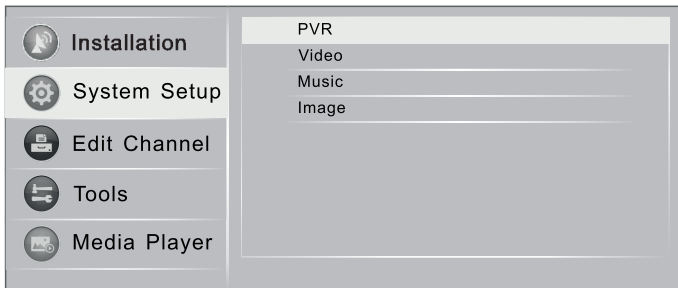 Installation
System Setup
Edit Channel
Tools
Media Player
PVR
Video
Music
Image